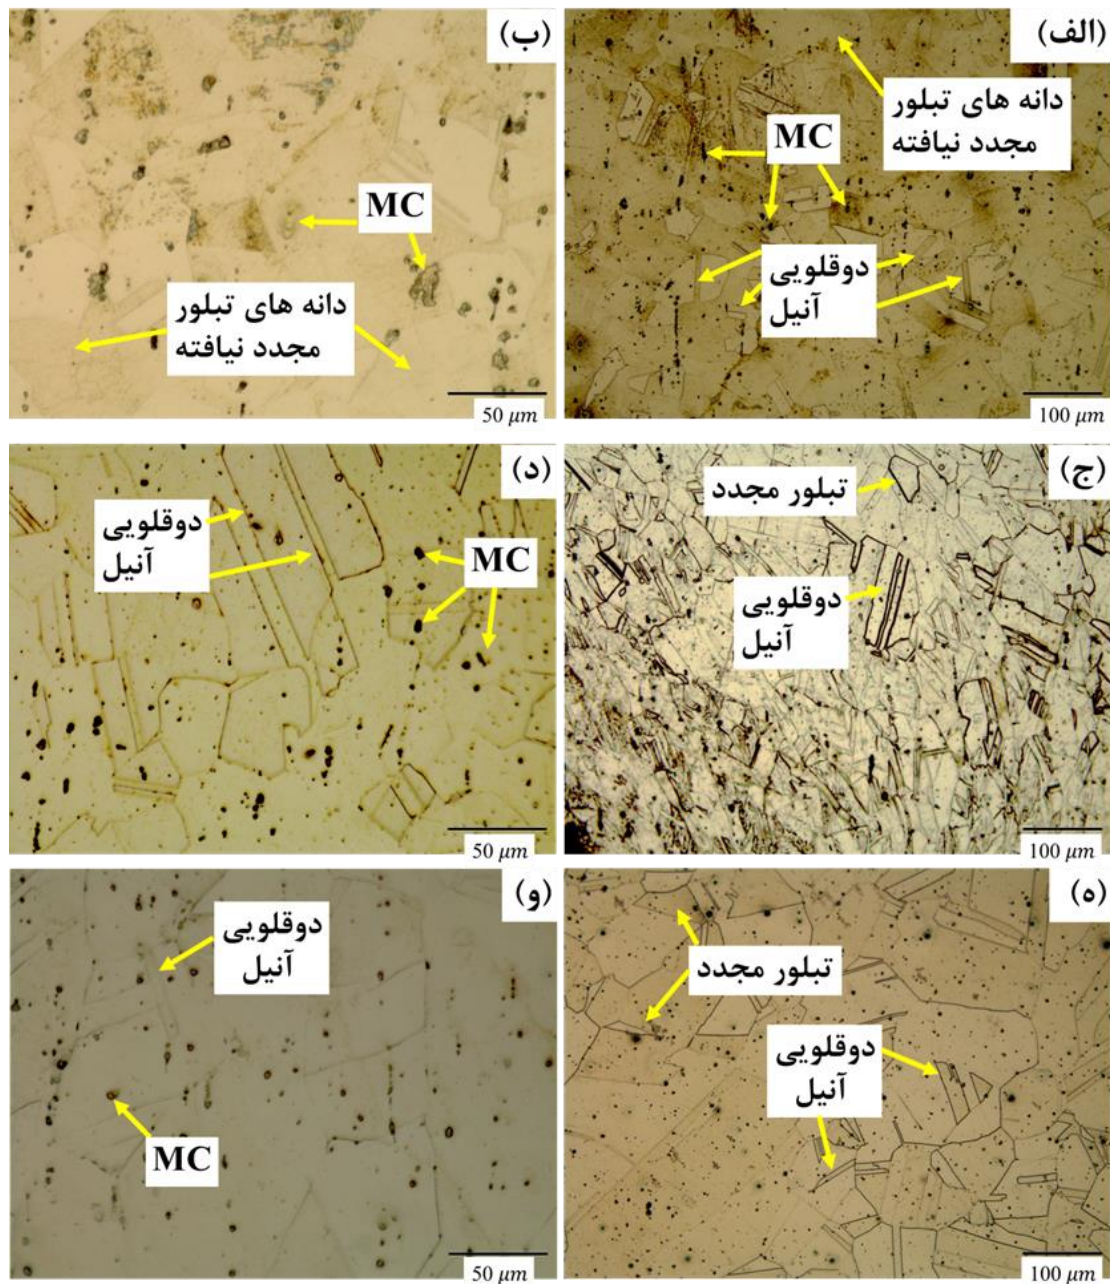 (الف)
دانه های تبلور
مجدد نیافته
MC
دوقلویی
آنیل
100 μm
(ب)
MC
دانه های تبلور
مجدد نیافته
50 μm
(ج)
تبلور مجدد
دوقلویی
آنیل
100 μm
(د)
دوقلویی
آنیل
MC
50 μm
(ه)
تبلور مجدد
دوقلویی
آنیل
100 μm
(و)
دوقلویی
آنیل
MC
50 μm